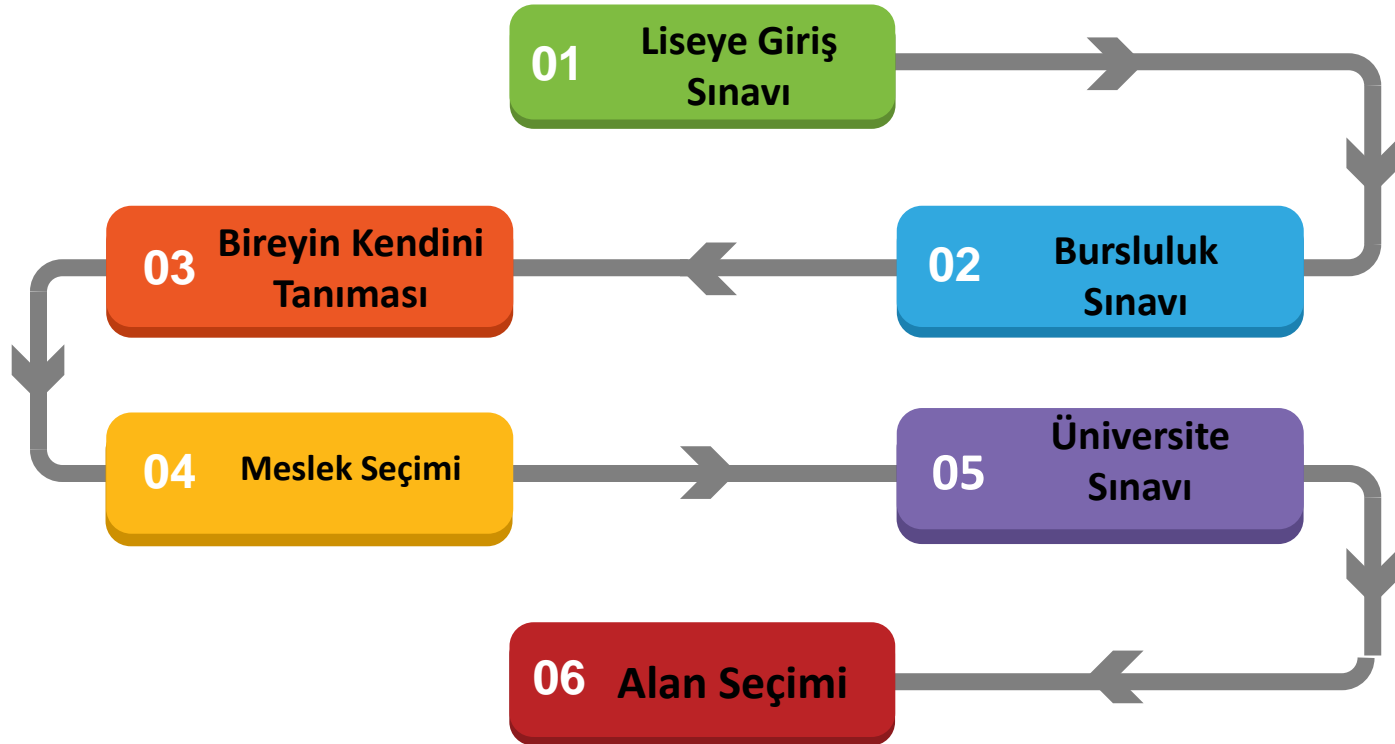 01 Liseye Giriş
Sınavı
02 Bursluluk
Sınavı
03 Bireyin Kendini
Tanıması
04 Meslek Seçimi
05 Üniversite
Sınavı
06 Alan Seçimi